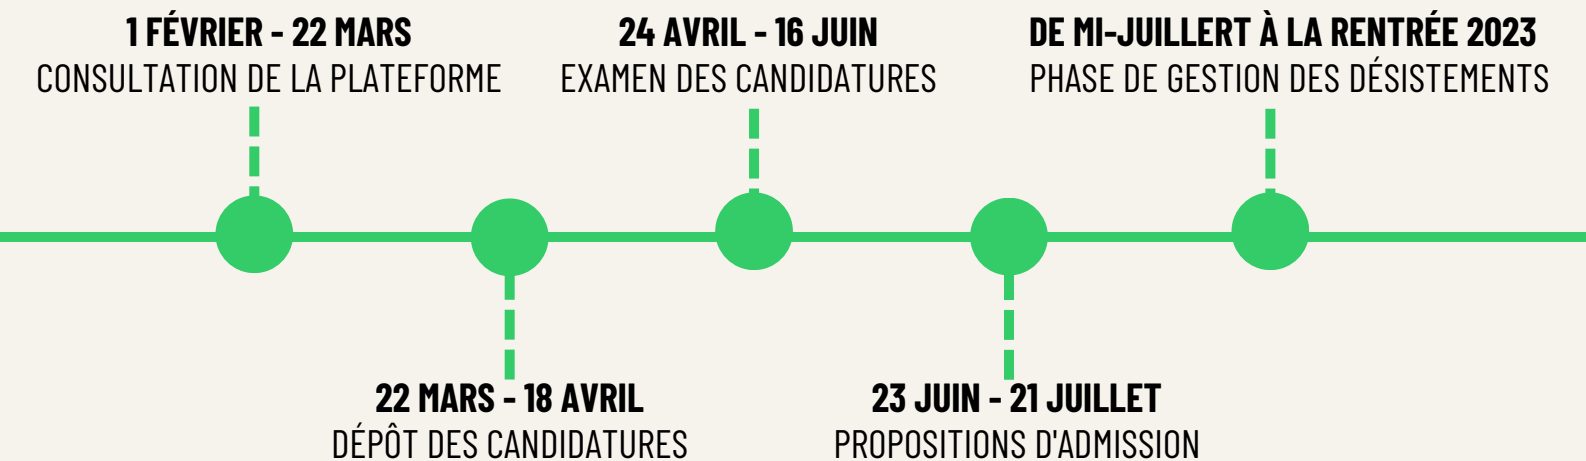 1 FÉVRIER - 22 MARS
CONSULTATION DE LA PLATEFORME
22 MARS - 18 AVRIL
DÉPÔT DES CANDIDATURES
24 AVRIL - 16 JUIN
EXAMEN DES CANDIDATURES
23 JUIN - 21 JUILLET
PROPOSITIONS D'ADMISSION
DE MI-JUILLERT À LA RENTRÉE 2023
PHASE DE GESTION DES DÉSISTEMENTS